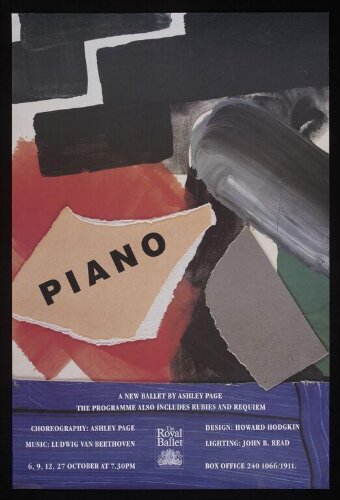 PIANO
A NEW BALLET BY ASHLEY PAGE
THE PROGRAMME ALSO INCLUDES RUBIES AND REQUIEM
CHOREOGRAPHY: ASHLEY PAGE
MUSIC: LUDWIG VAN BEETHOVEN
6, 9, 12, 27 OCTOBER AT 7.30PM
The
Royal
Ballet
DESIGN: HOWARD HODGKIN
LIGHTING: JOHN B. READ
BOX OFFICE 240 1066/1911.